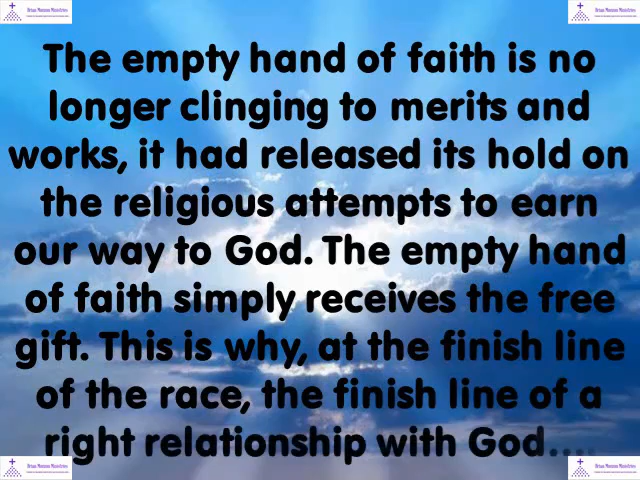 The empty hand of faith is no
longer clinging to merits and
works, it had released its hold on
the religious attempts to earn
our way to God. The empty hand
of faith simply receives the free
gift. This is why, at the finish line
of the race, the finish line of a
right relationship with God....